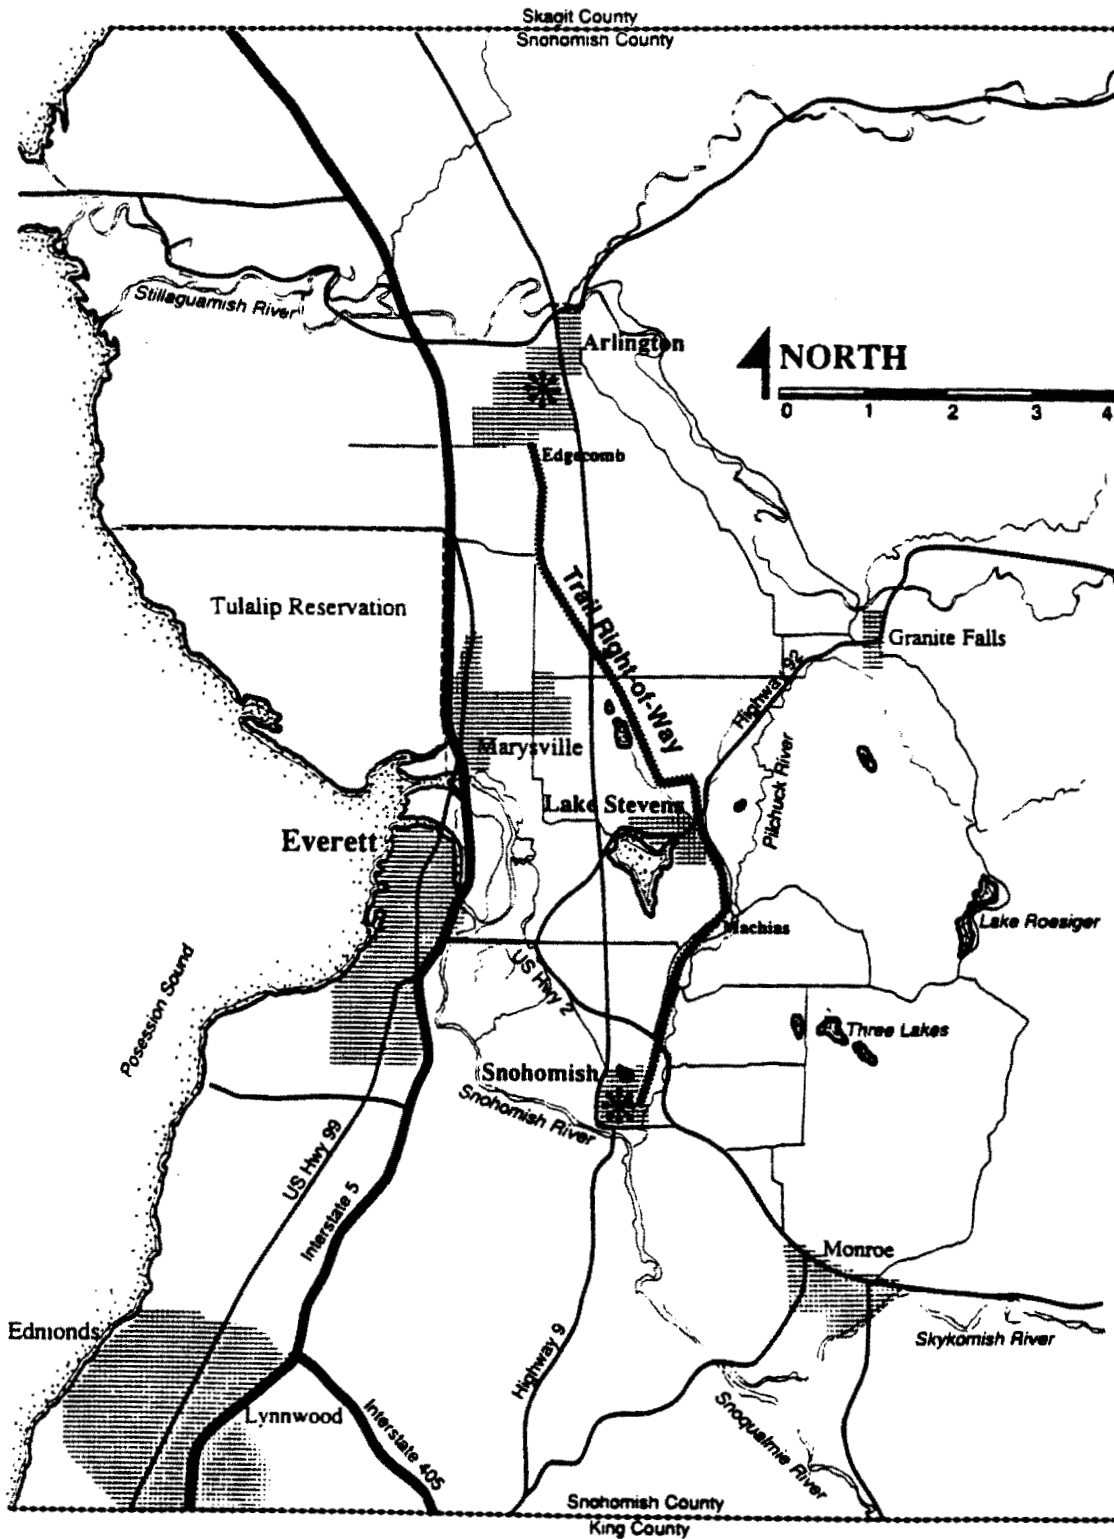 Skagit County
Snohomish County
Stillaguamish River
Arlington
NORTH
0 1 2 3 4
Edgecomb
Trail Right-of-Way
Tulalip Reservation
Granite Falls
Highway 92
Marysville
Pilchuck River
Lake Stevens
Everett
Lake Roesiger
Machias
US Hwy 2
Posession Sound
Three Lakes
Snohomish
Snohomish River
US Hwy 99
Interstate 5
Monroe
Edmonds
Skykomish River
Highway 9
Lynnwood
Interstate 405
Snoqualmie River
Snohomish County
King County